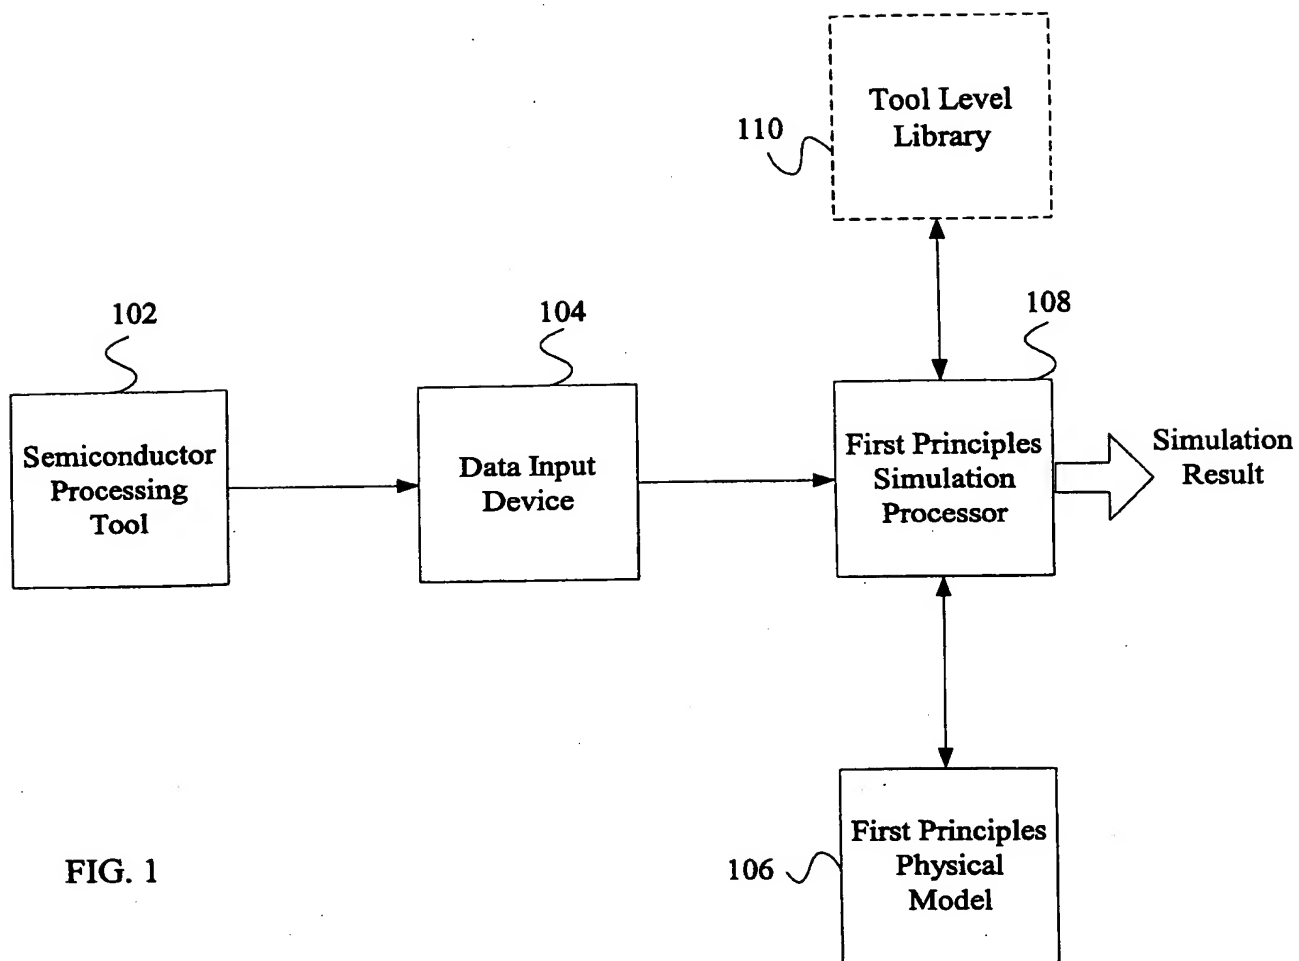 Tool Level
Library
110
102
104
108
Semiconductor
Processing
Tool
Data Input
Device
First Principles
Simulation
Processor
Simulation
Result
First Principles
Physical
Model
106
FIG. 1